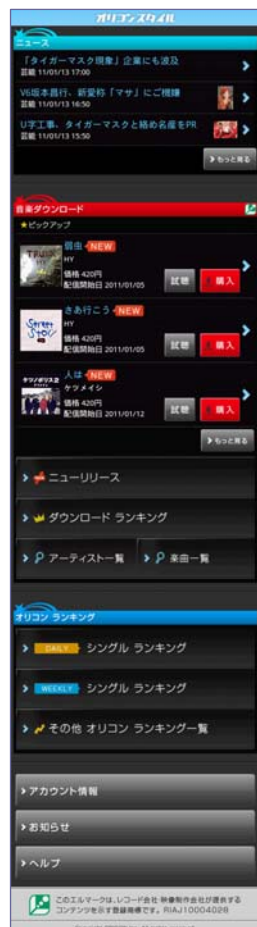 オリコンスタイル
ニュース
「タイガーマスク現象」企業にも波及
芸能 11/01/13 17:00
V6坂本昌行、新愛称「マサ」にご機嫌
芸能 11/01/13 16:50
U字工事、タイガーマスクと絡め名産をPR
芸能 11/01/13 15:50
もっと見る
音楽ダウンロード
★ピックアップ
弱虫 NEW
HY
価格 420円
配信開始日 2011/01/05
試聴 購入
さあ行こう NEW
Street Story
HY
価格 420円
配信開始日 2011/01/05
試聴 購入
人は NEW
ケツノポリス2
ケツメイシ
価格 420円
配信開始日 2011/01/12
試聴 購入
もっと見る
ニューリリース
ダウンロード ランキング
アーティスト一覧 楽曲一覧
オリコン ランキング
DAILY シングル ランキング
WEEKLY シングル ランキング
その他 オリコン ランキング一覧
アカウント情報
お知らせ
ヘルプ
このエルマークは、レコード会社・映像制作会社が提供する
コンテンツを示す登録商標です。RIAJ10004028